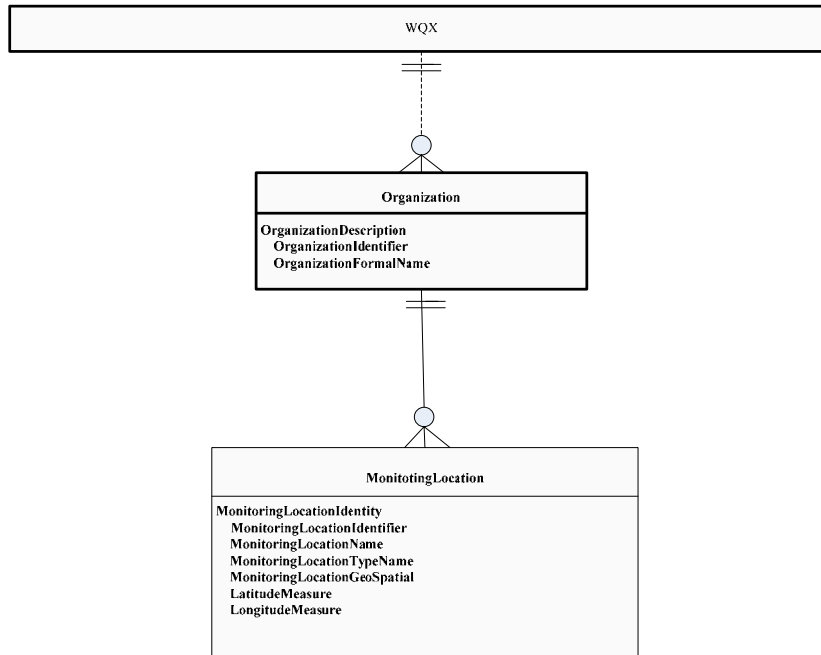 WQX
Organization
OrganizationDescription
OrganizationIdentifier
OrganizationFormalName
MonitotingLocation
MonitoringLocationIdentity
MonitoringLocationIdentifier
MonitoringLocationName
MonitoringLocationTypeName
MonitoringLocationGeoSpatial
LatitudeMeasure
LongitudeMeasure